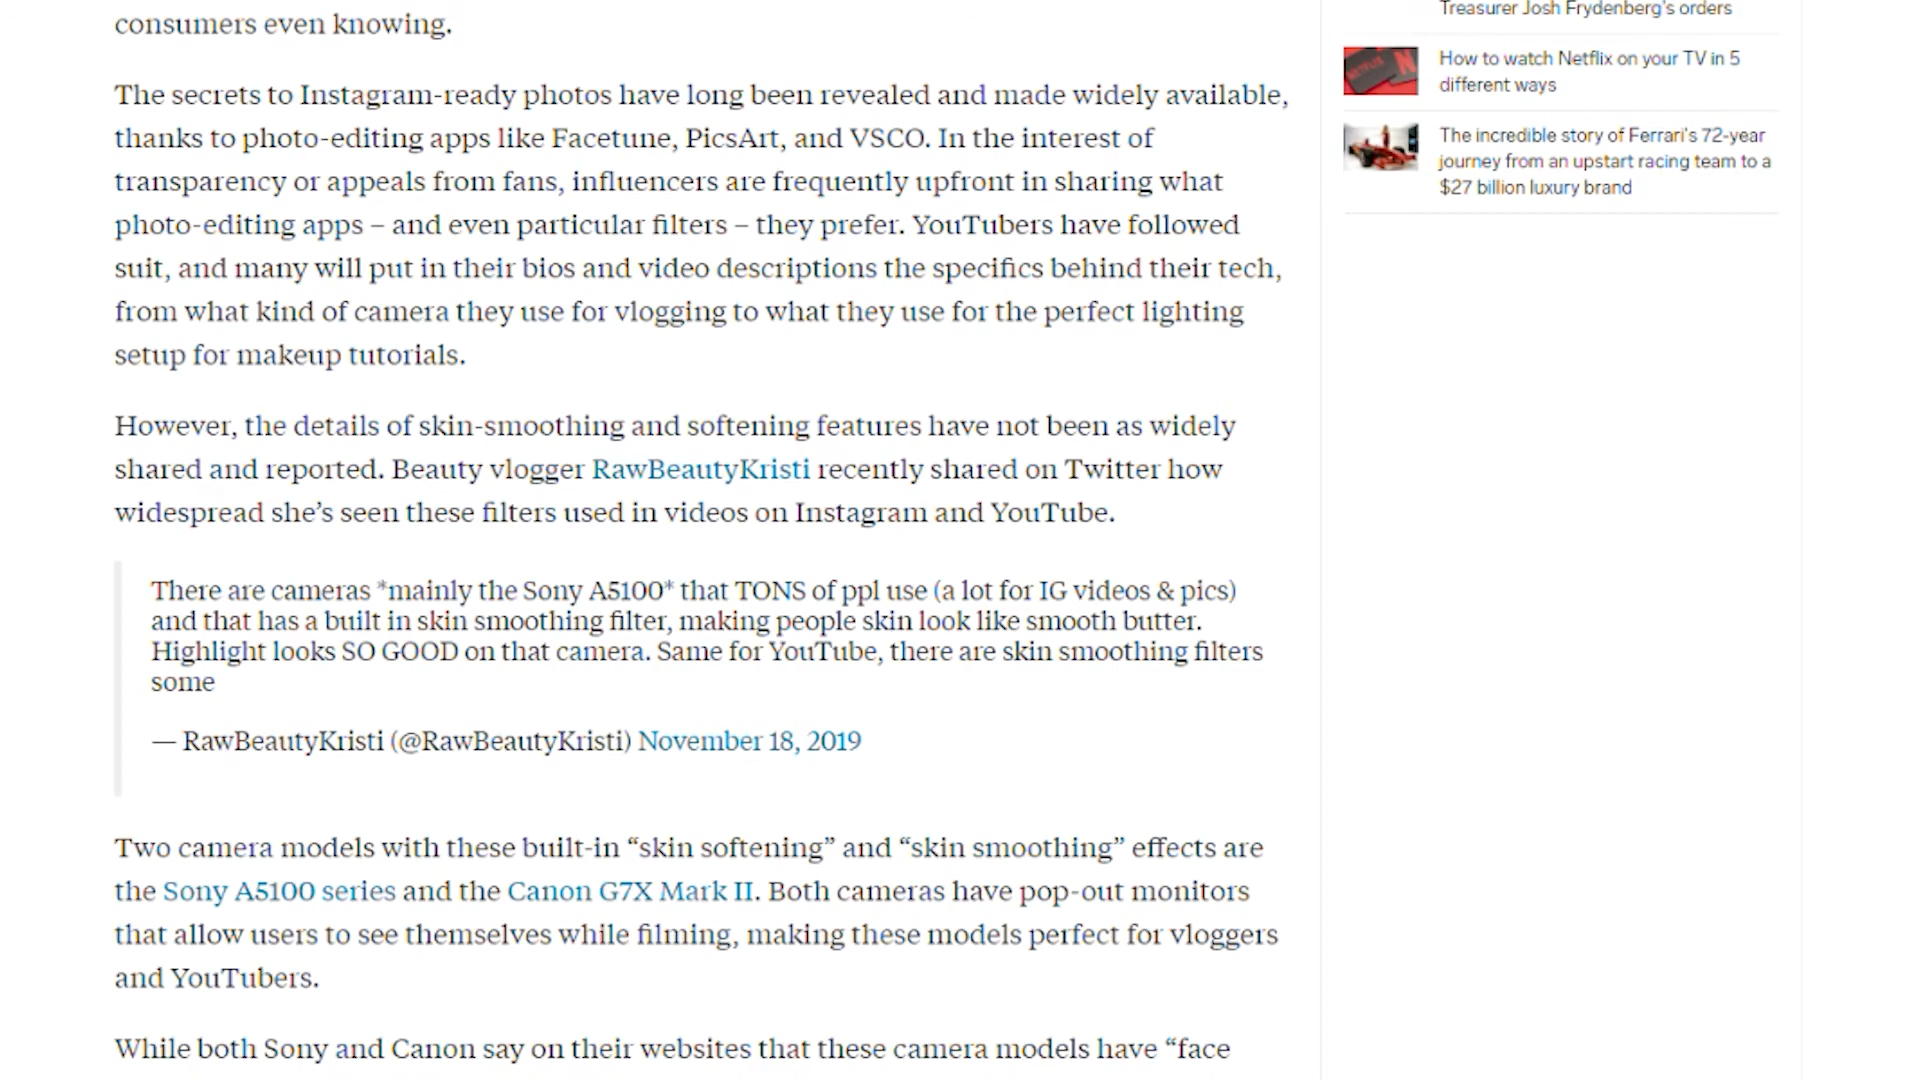 consumers even knowing.
The secrets to Instagram-ready photos have long been revealed and made widely available,
thanks to photo-editing apps like Facetune, PicsArt, and VSCO. In the interest of
transparency or appeals from fans, influencers are frequently upfront in sharing what
photo-editing apps – and even particular filters – they prefer. YouTubers have followed
suit, and many will put in their bios and video descriptions the specifics behind their tech,
from what kind of camera they use for vlogging to what they use for the perfect lighting
setup for makeup tutorials.
However, the details of skin-smoothing and softening features have not been as widely
shared and reported. Beauty vlogger RawBeautyKristi recently shared on Twitter how
widespread she’s seen these filters used in videos on Instagram and YouTube.
There are cameras *mainly the Sony A5100* that TONS of ppl use (a lot for IG videos & pics)
and that has a built in skin smoothing filter, making people skin look like smooth butter.
Highlight looks SO GOOD on that camera. Same for YouTube, there are skin smoothing filters
some
— RawBeautyKristi (@RawBeautyKristi) November 18, 2019
Two camera models with these built-in “skin softening” and “skin smoothing” effects are
the Sony A5100 series and the Canon G7X Mark II. Both cameras have pop-out monitors
that allow users to see themselves while filming, making these models perfect for vloggers
and YouTubers.
While both Sony and Canon say on their websites that these camera models have “face
Treasurer Josh Frydenberg's orders
NETFLIX N
How to watch Netflix on your TV in 5
different ways
The incredible story of Ferrari's 72-year
journey from an upstart racing team to a
$27 billion luxury brand